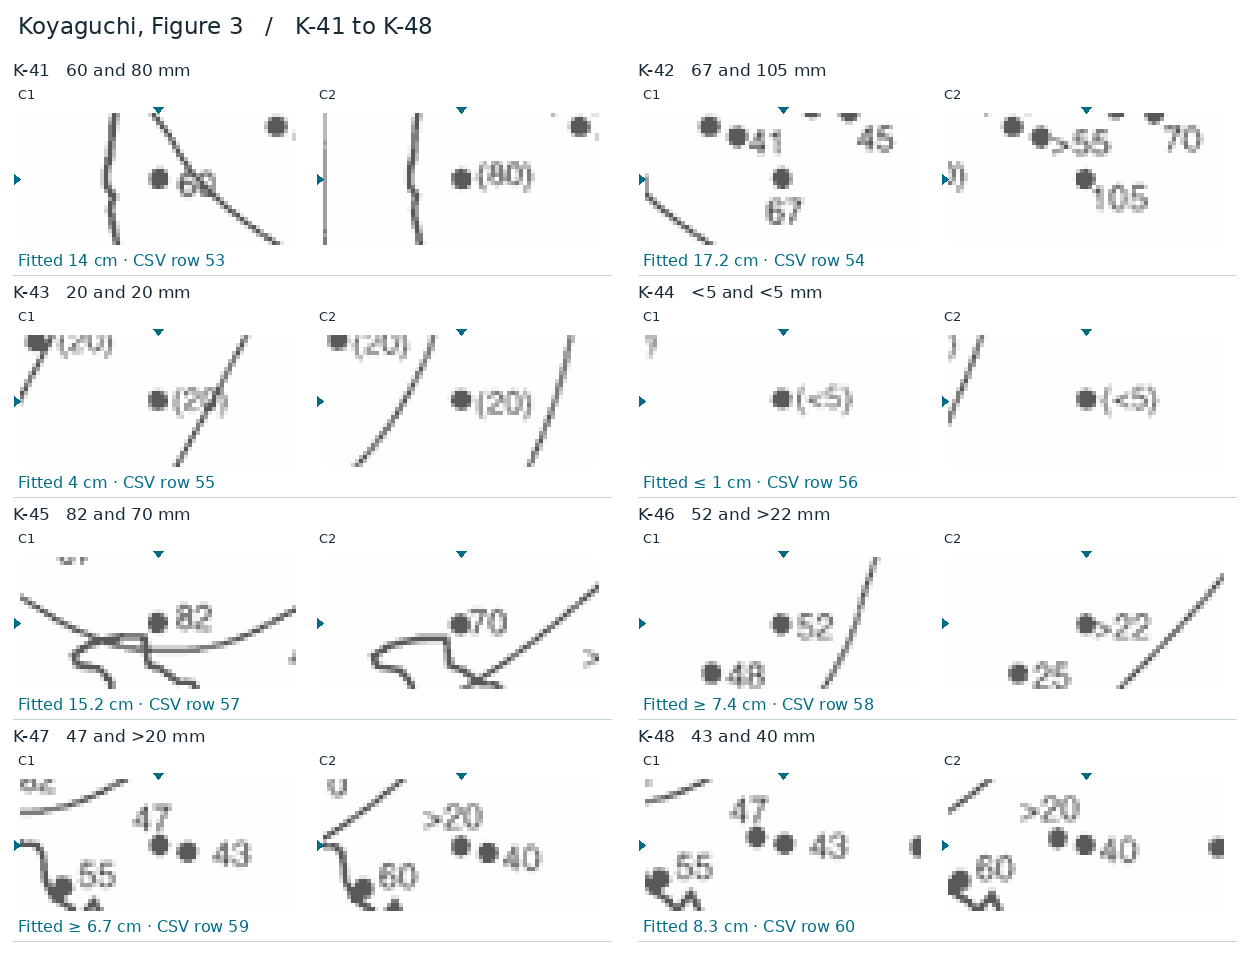 Koyaguchi, Figure 3 / K-41 to K-48
K-41 60 and 80 mm
C1
C2
60
(80)
Fitted 14 cm · CSV row 53
K-42 67 and 105 mm
C1
C2
41
45
67
>55
70
105
Fitted 17.2 cm · CSV row 54
K-43 20 and 20 mm
C1
C2
(20)
(20)
(20)
(20)
Fitted 4 cm · CSV row 55
K-44 <5 and <5 mm
C1
C2
(<5)
(<5)
Fitted ≤ 1 cm · CSV row 56
K-45 82 and 70 mm
C1
C2
82
70
>
Fitted 15.2 cm · CSV row 57
K-46 52 and >22 mm
C1
C2
52
48
>22
25
Fitted ≥ 7.4 cm · CSV row 58
K-47 47 and >20 mm
C1
C2
47
43
55
>20
40
60
Fitted ≥ 6.7 cm · CSV row 59
K-48 43 and 40 mm
C1
C2
47
43
55
>20
40
60
Fitted 8.3 cm · CSV row 60